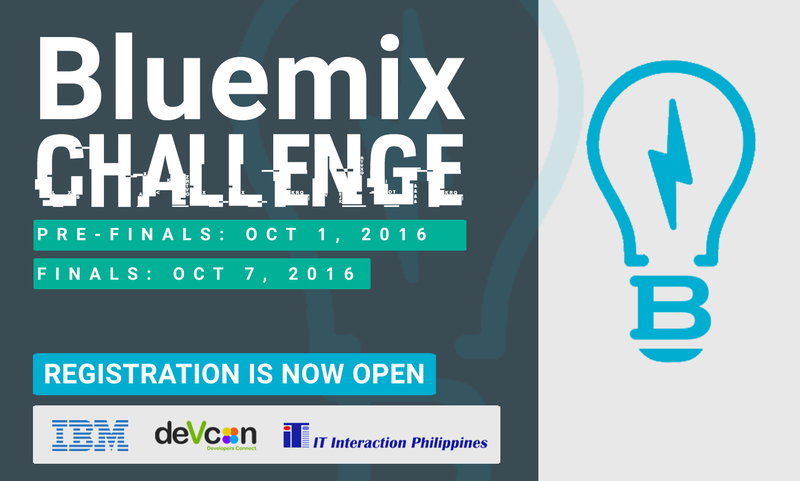 Bluemix
CHALLENGE
PRE-FINALS: OCT 1, 2016
FINALS: OCT 7, 2016
REGISTRATION IS NOW OPEN
IBM
deVcon
Developers Connect
iTi IT Interaction Philippines
B